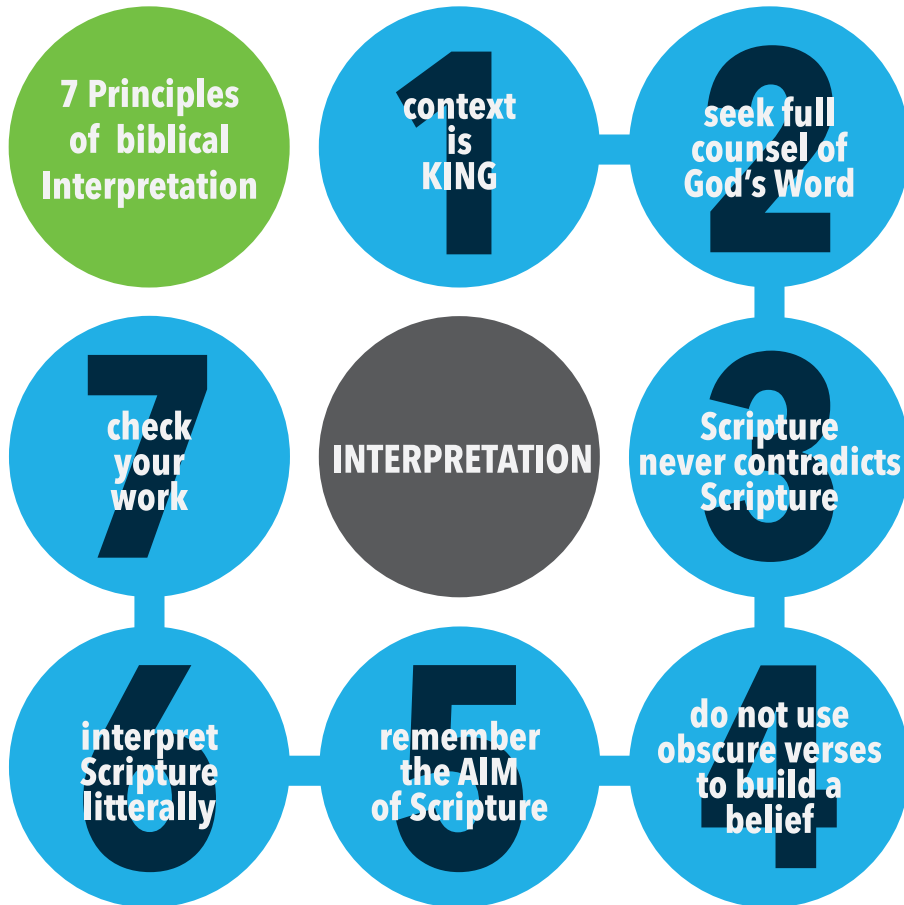 7 Principles
of biblical
Interpretation
1
context
is
KING
2
seek full
counsel of
God's Word
3
Scripture
never contradicts
Scripture
4
do not use
obscure verses
to build a
belief
5
remember
the AIM
of Scripture
6
interpret
Scripture
litterally
7
check
your
work
INTERPRETATION